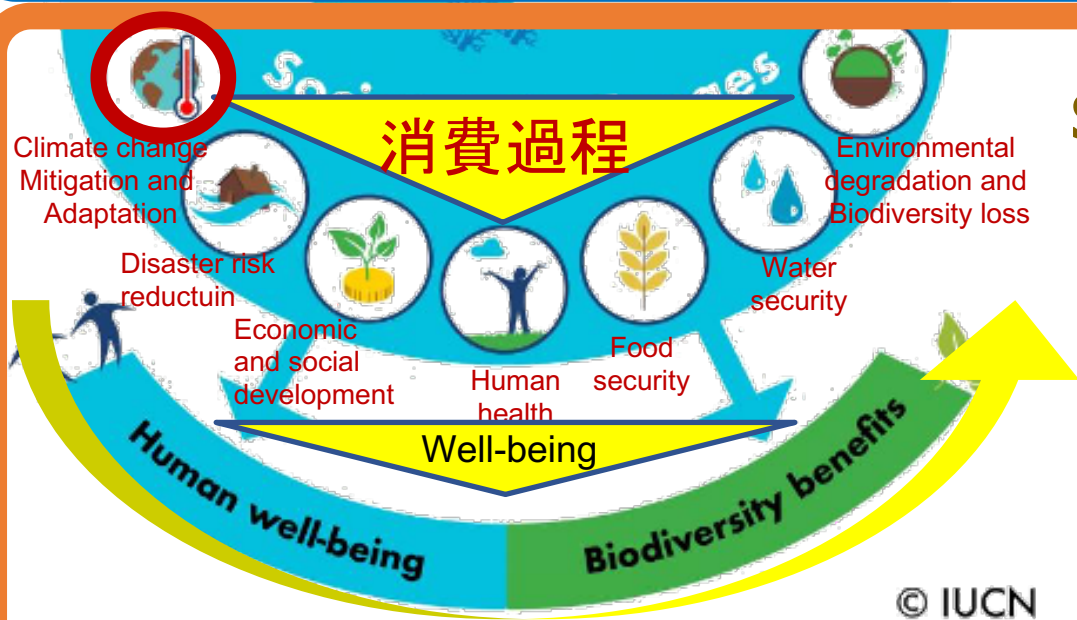 消費過程
Climate change
Mitigation and
Adaptation
Environmental
degradation and
Biodiversity loss
Disaster risk
reductuin
Water
security
Economic
and social
development
Human
health
Food
security
Well-being
Human well-being
Biodiversity benefits
© IUCN